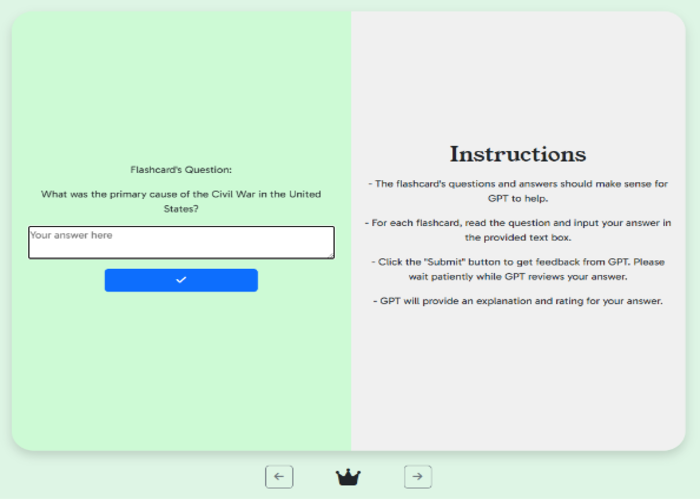 Flashcard's Question:
What was the primary cause of the Civil War in the United
States?
Your answer here
Instructions
- The flashcard's questions and answers should make sense for
GPT to help.
- For each flashcard, read the question and input your answer in
the provided text box.
- Click the "Submit" button to get feedback from GPT. Please
wait patiently while GPT reviews your answer.
- GPT will provide an explanation and rating for your answer.